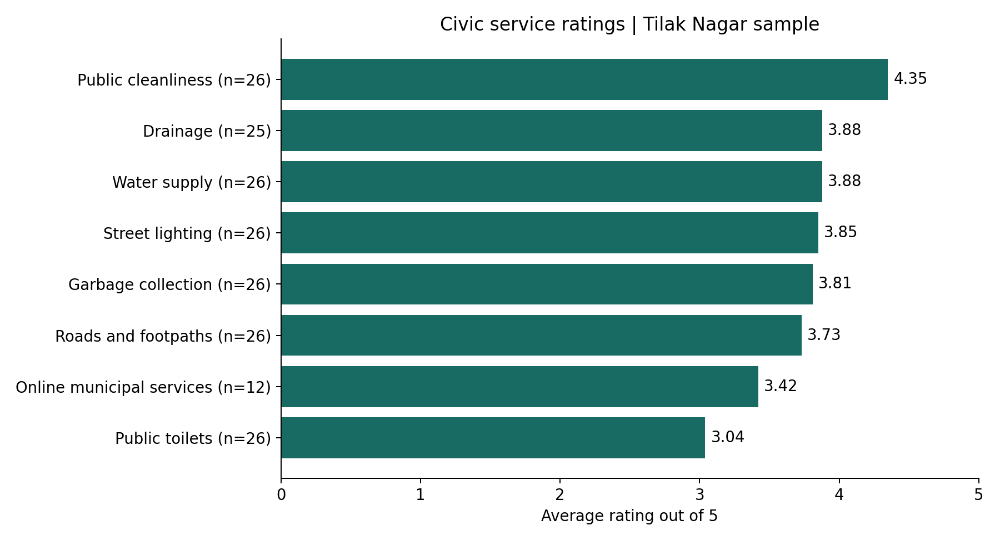 Civic service ratings | Tilak Nagar sample
Public cleanliness (n=26) 4.35
Drainage (n=25) 3.88
Water supply (n=26) 3.88
Street lighting (n=26) 3.85
Garbage collection (n=26) 3.81
Roads and footpaths (n=26) 3.73
Online municipal services (n=12) 3.42
Public toilets (n=26) 3.04
0 1 2 3 4 5
Average rating out of 5